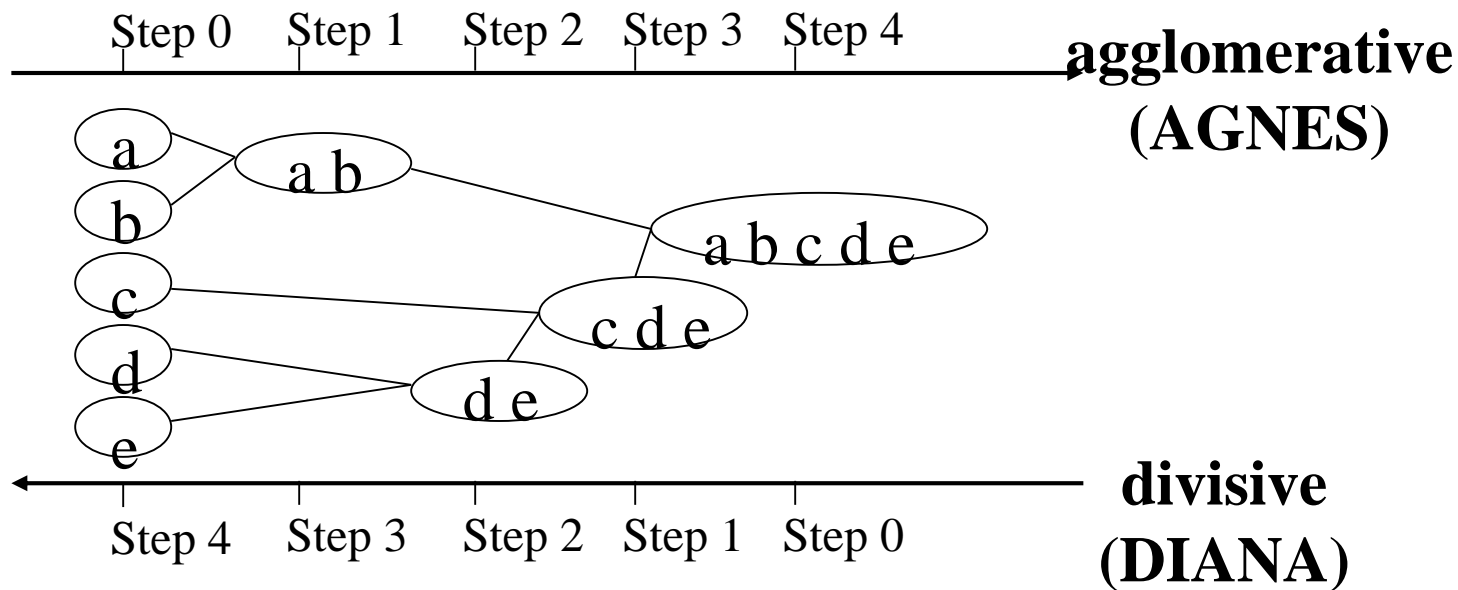 Step 0 Step 1 Step 2 Step 3 Step 4
agglomerative
(AGNES)
a
a b
b
a b c d e
c
c d e
d
d e
e
divisive
(DIANA)
Step 4 Step 3 Step 2 Step 1 Step 0